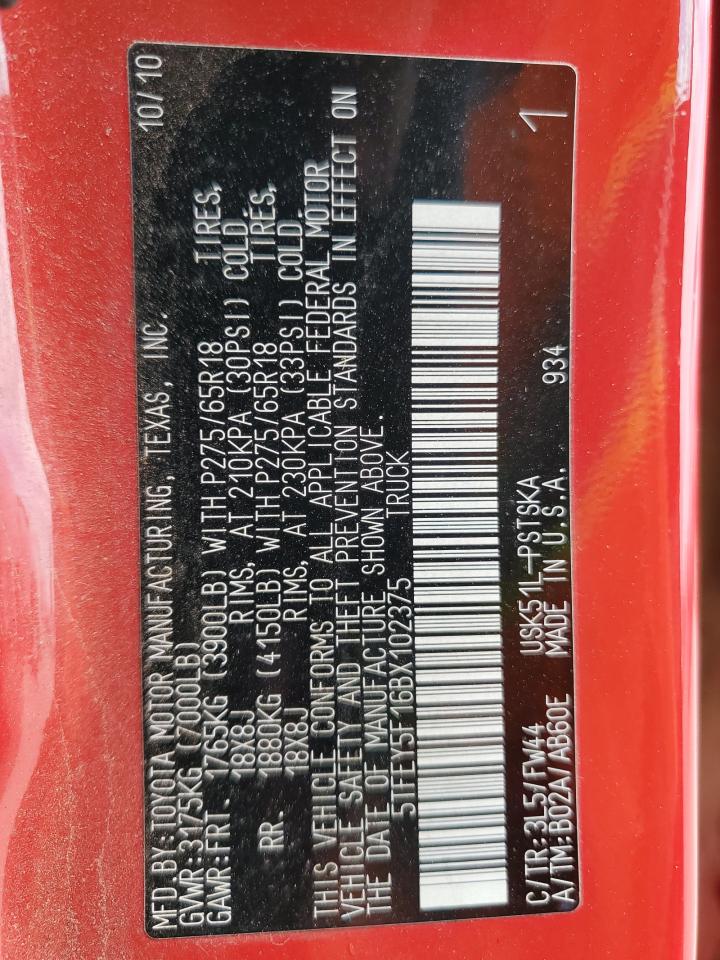 MFD.BY:TOYOTA MOTOR MANUFACTURING, TEXAS, INC. 10/10
GVWR:3175KG (7000LB)
GAWR:FRT. 1765KG (3900LB) WITH P275/65R18 TIRES,
18X8J RIMS, AT 210KPA (30PSI) COLD
RR 1880KG (4150LB) WITH P275/65R18 TIRES,
18X8J RIMS, AT 230KPA (33PSI) COLD.
THIS VEHICLE CONFORMS TO ALL APPLICABLE FEDERAL MOTOR
VEHICLE SAFETY AND THEFT PREVENTION STANDARDS IN EFFECT ON
THE DATE OF MANUFACTURE SHOWN ABOVE.
5TFEY5F16BX102375 TRUCK
C/TR:3L5/FW44 USK51L-PSTSKA
A/TM:B02A/AB60E MADE IN U.S.A. 934 1